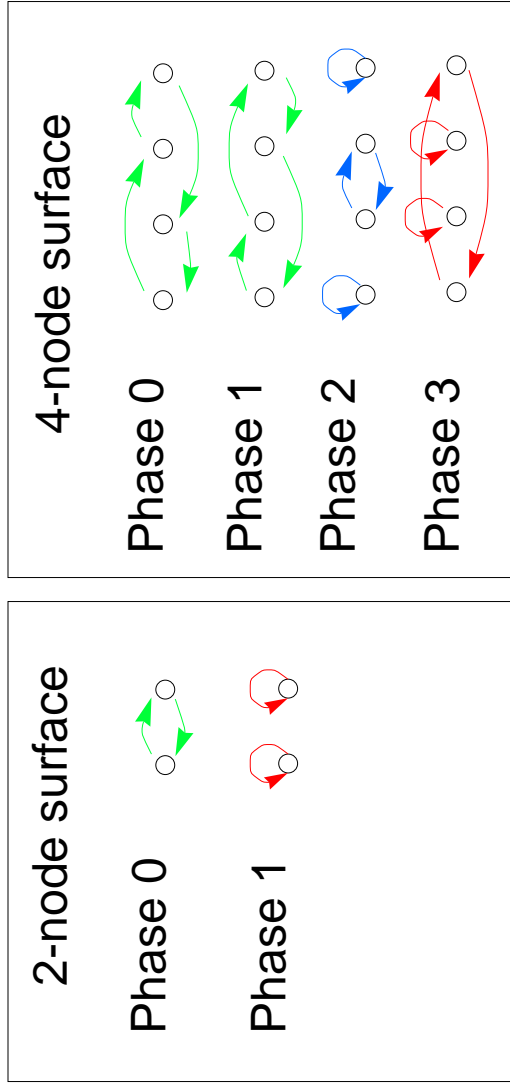 2-node surface
Phase 0
Phase 1
4-node surface
Phase 0
Phase 1
Phase 2
Phase 3